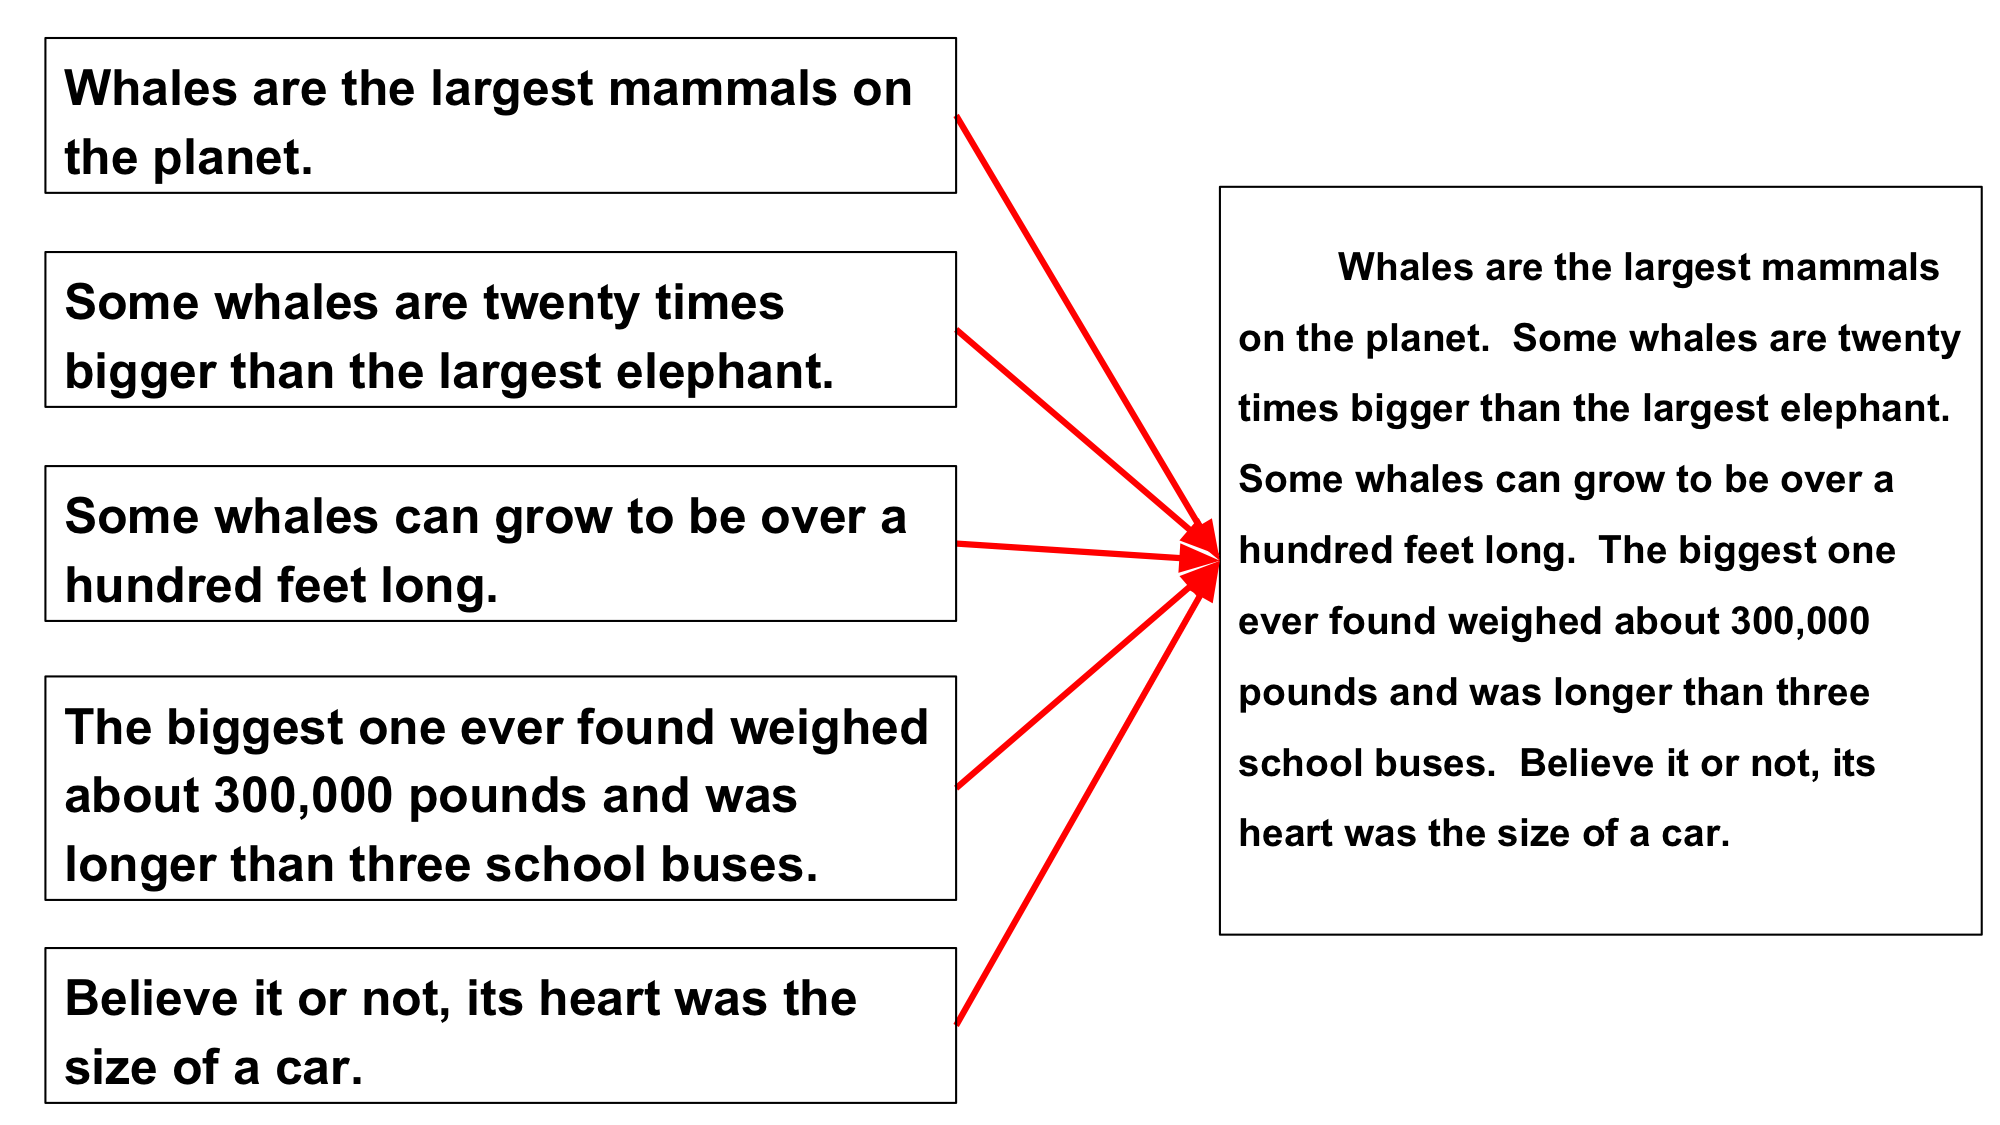 Whales are the largest mammals on
the planet.
Some whales are twenty times
bigger than the largest elephant.
Some whales can grow to be over a
hundred feet long.
The biggest one ever found weighed
about 300,000 pounds and was
longer than three school buses.
Believe it or not, its heart was the
size of a car.
Whales are the largest mammals
on the planet.  Some whales are twenty
times bigger than the largest elephant.
Some whales can grow to be over a
hundred feet long.  The biggest one
ever found weighed about 300,000
pounds and was longer than three
school buses.  Believe it or not, its
heart was the size of a car.